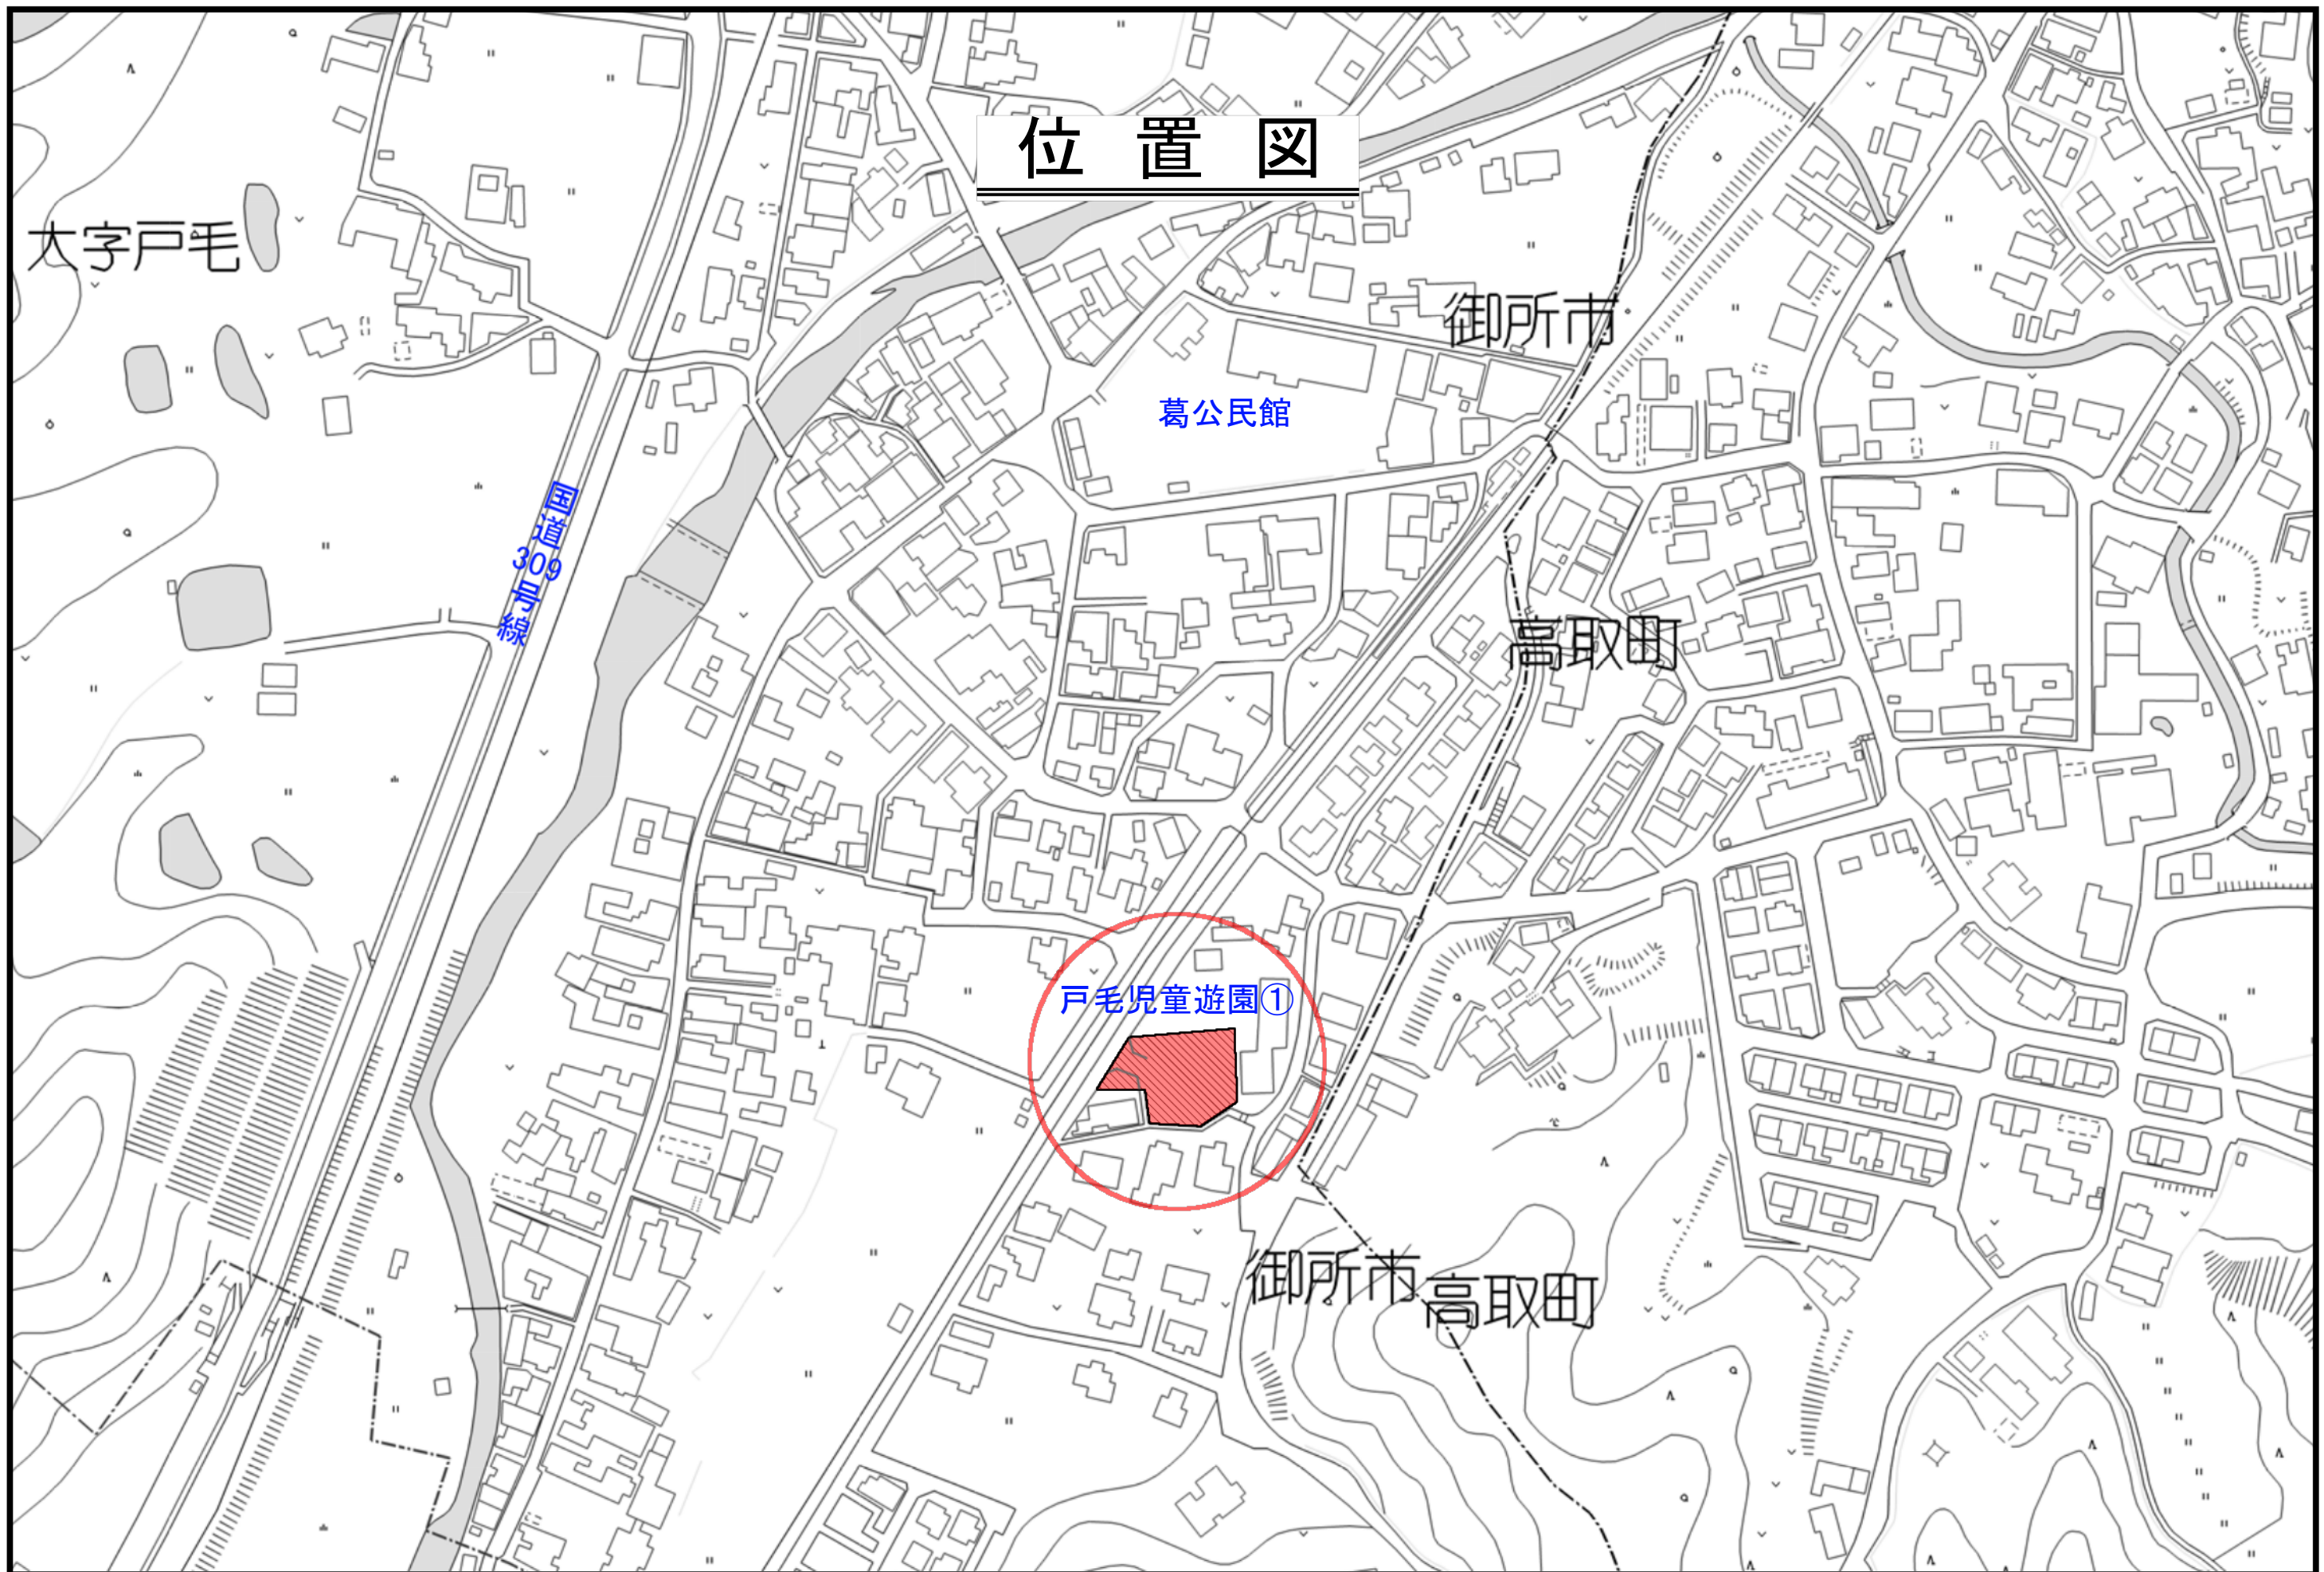 位置図
大字戸毛
御所市
葛公民館
国道309号線
高取町
戸毛児童遊園①
御所市
高取町